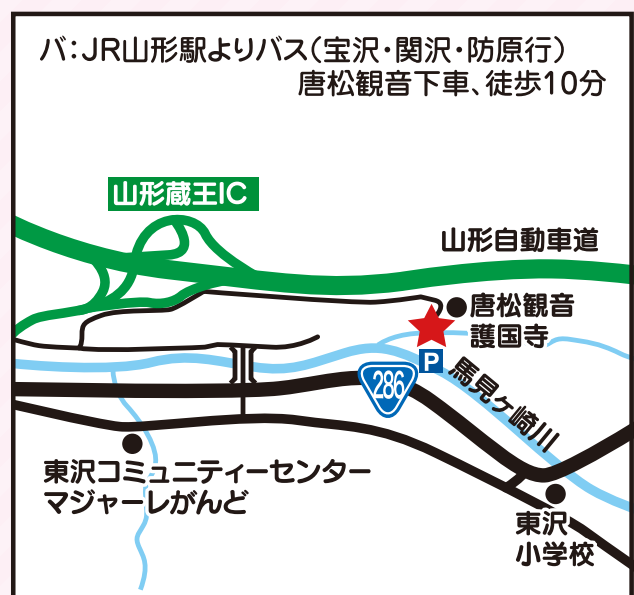 バ：JR山形駅よりバス（宝沢・関沢・防原行）
唐松観音下車、徒歩10分
山形蔵王IC
山形自動車道
唐松観音
護国寺
P
286
馬見ヶ崎川
東沢コミュニティーセンター
マジャーレがんど
東沢
小学校